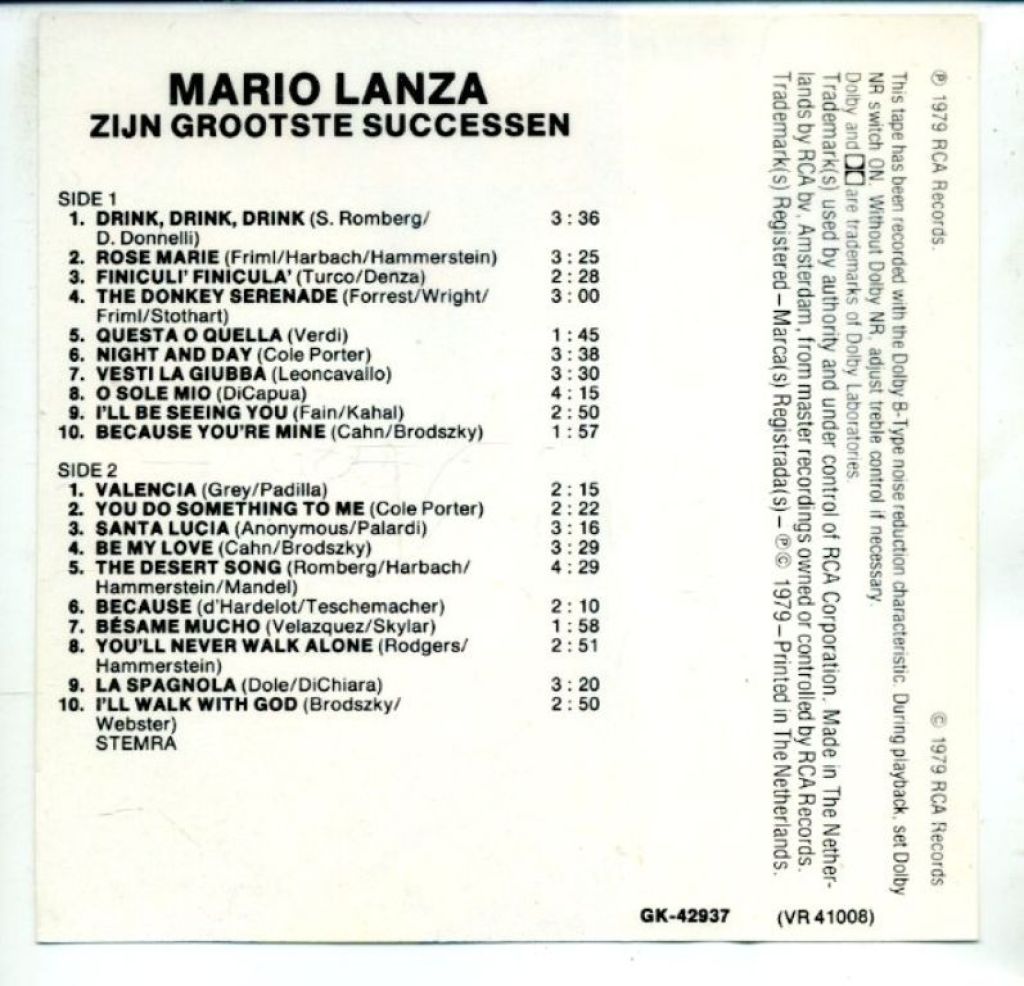 MARIO LANZA
ZIJN GROOTSTE SUCCESSEN
SIDE 1
1. DRINK, DRINK, DRINK (S. Romberg/ 3:36
D. Donnelli)
2. ROSE MARIE (Friml/Harbach/Hammerstein) 3:25
3. FINICULI' FINICULA' (Turco/Denza) 2:28
4. THE DONKEY SERENADE (Forrest/Wright/ 3:00
Friml/Stothart)
5. QUESTA O QUELLA (Verdi) 1:45
6. NIGHT AND DAY (Cole Porter) 3:38
7. VESTI LA GIUBBA (Leoncavallo) 3:30
8. O SOLE MIO (DiCapua) 4:15
9. I'LL BE SEEING YOU (Fain/Kahal) 2:50
10. BECAUSE YOU'RE MINE (Cahn/Brodszky) 1:57
SIDE 2
1. VALENCIA (Grey/Padilla) 2:15
2. YOU DO SOMETHING TO ME (Cole Porter) 2:22
3. SANTA LUCIA (Anonymous/Palardi) 3:16
4. BE MY LOVE (Cahn/Brodszky) 3:29
5. THE DESERT SONG (Romberg/Harbach/ 4:29
Hammerstein/Mandel)
6. BECAUSE (d'Hardelot/Teschemacher) 2:10
7. BÉSAME MUCHO (Velazquez/Skylar) 1:58
8. YOU'LL NEVER WALK ALONE (Rodgers/ 2:51
Hammerstein)
9. LA SPAGNOLA (Dole/DiChiara) 3:20
10. I'LL WALK WITH GOD (Brodszky/ 2:50
Webster)
STEMRA
GK-42937 (VR 41008)
℗ 1979 RCA Records. © 1979 RCA Records
This tape has been recorded with the Dolby B-Type noise reduction characteristic. During playback, set Dolby
NR switch ON. Without Dolby NR, adjust treble control if necessary.
Dolby and are trademarks of Dolby Laboratories.
Trademark(s) used by authority and under control of RCA Corporation. Made in The Nether-
lands by RCA bv, Amsterdam, from master recordings owned or controlled by RCA Records.
Trademark(s) Registered–Marca(s) Registrada(s)–℗© 1979–Printed in The Netherlands.